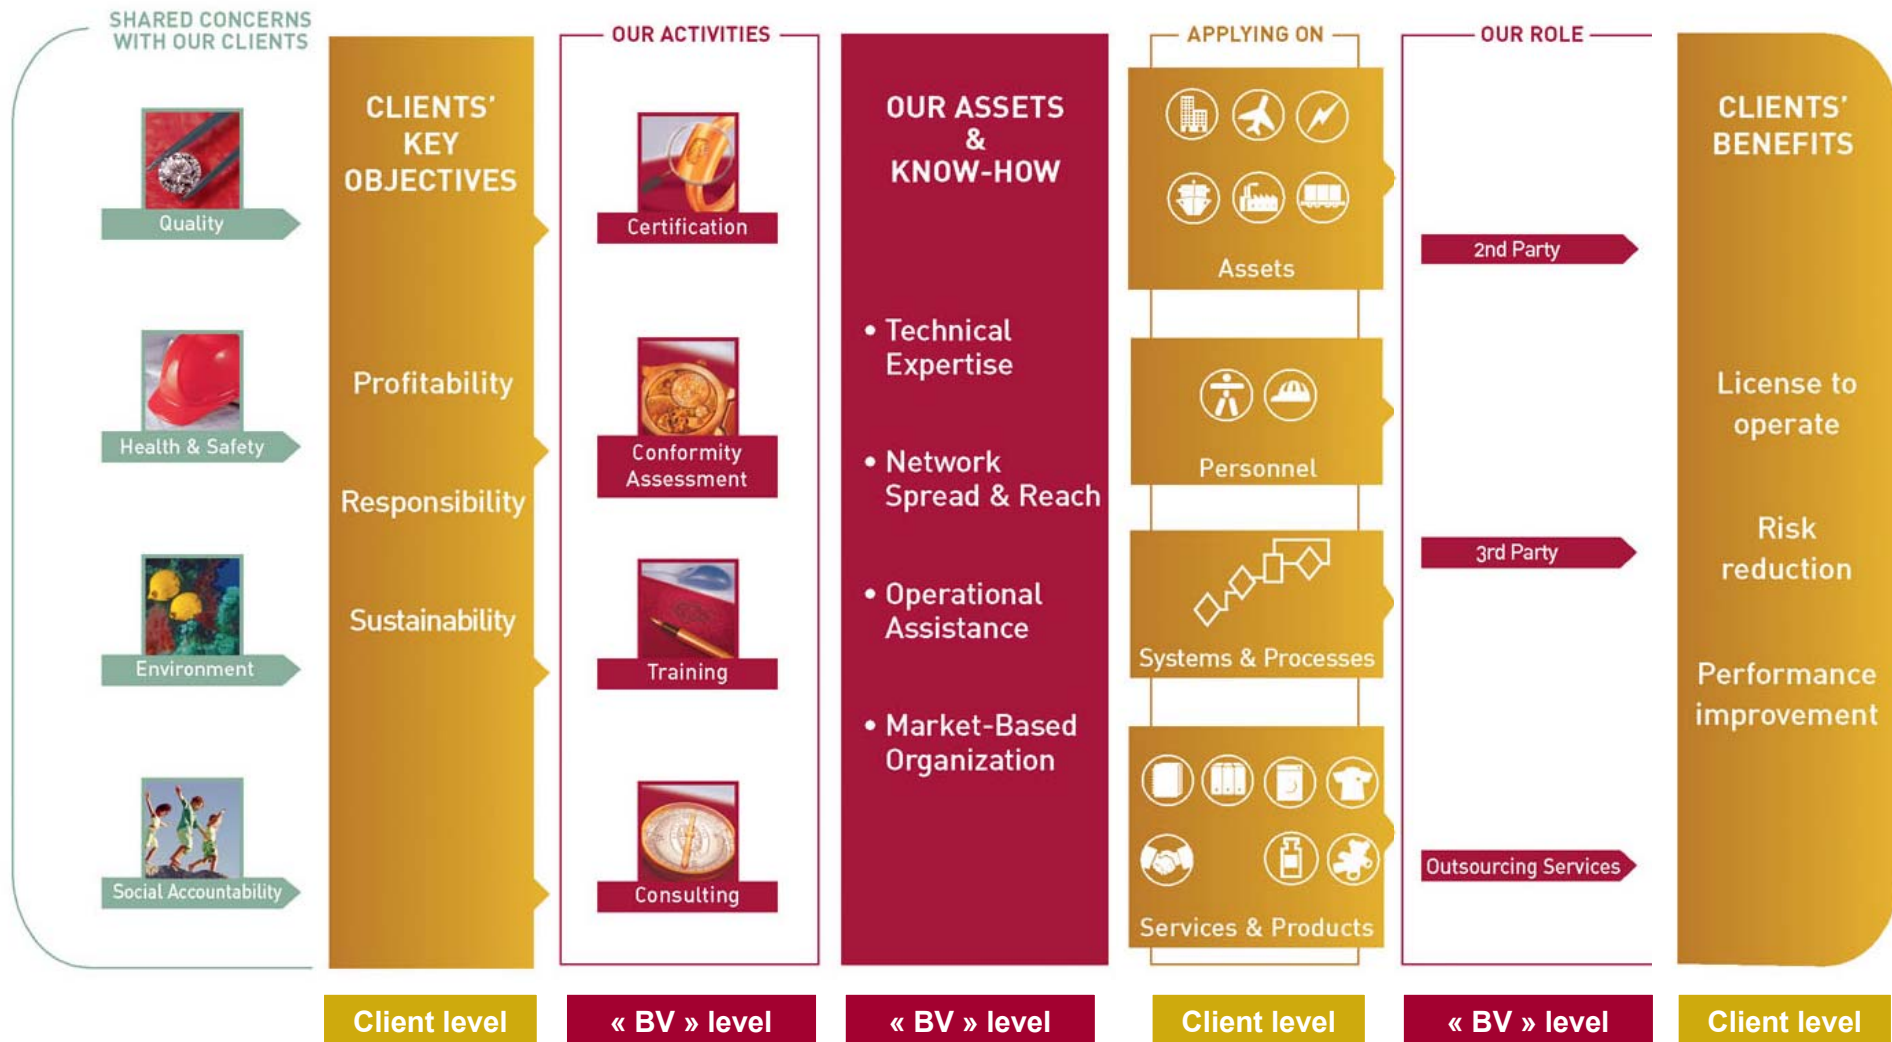 SHARED CONCERNS
WITH OUR CLIENTS
Quality
Health & Safety
Environment
Social Accountability
CLIENTS'
KEY
OBJECTIVES
Profitability
Responsibility
Sustainability
OUR ACTIVITIES
Certification
Conformity
Assessment
Training
Consulting
OUR ASSETS
&
KNOW-HOW
• Technical
Expertise
• Network
Spread & Reach
• Operational
Assistance
• Market-Based
Organization
APPLYING ON
Assets
Personnel
Systems & Processes
Services & Products
OUR ROLE
2nd Party
3rd Party
Outsourcing Services
CLIENTS'
BENEFITS
License to
operate
Risk
reduction
Performance
improvement
Client level
« BV » level
« BV » level
Client level
« BV » level
Client level